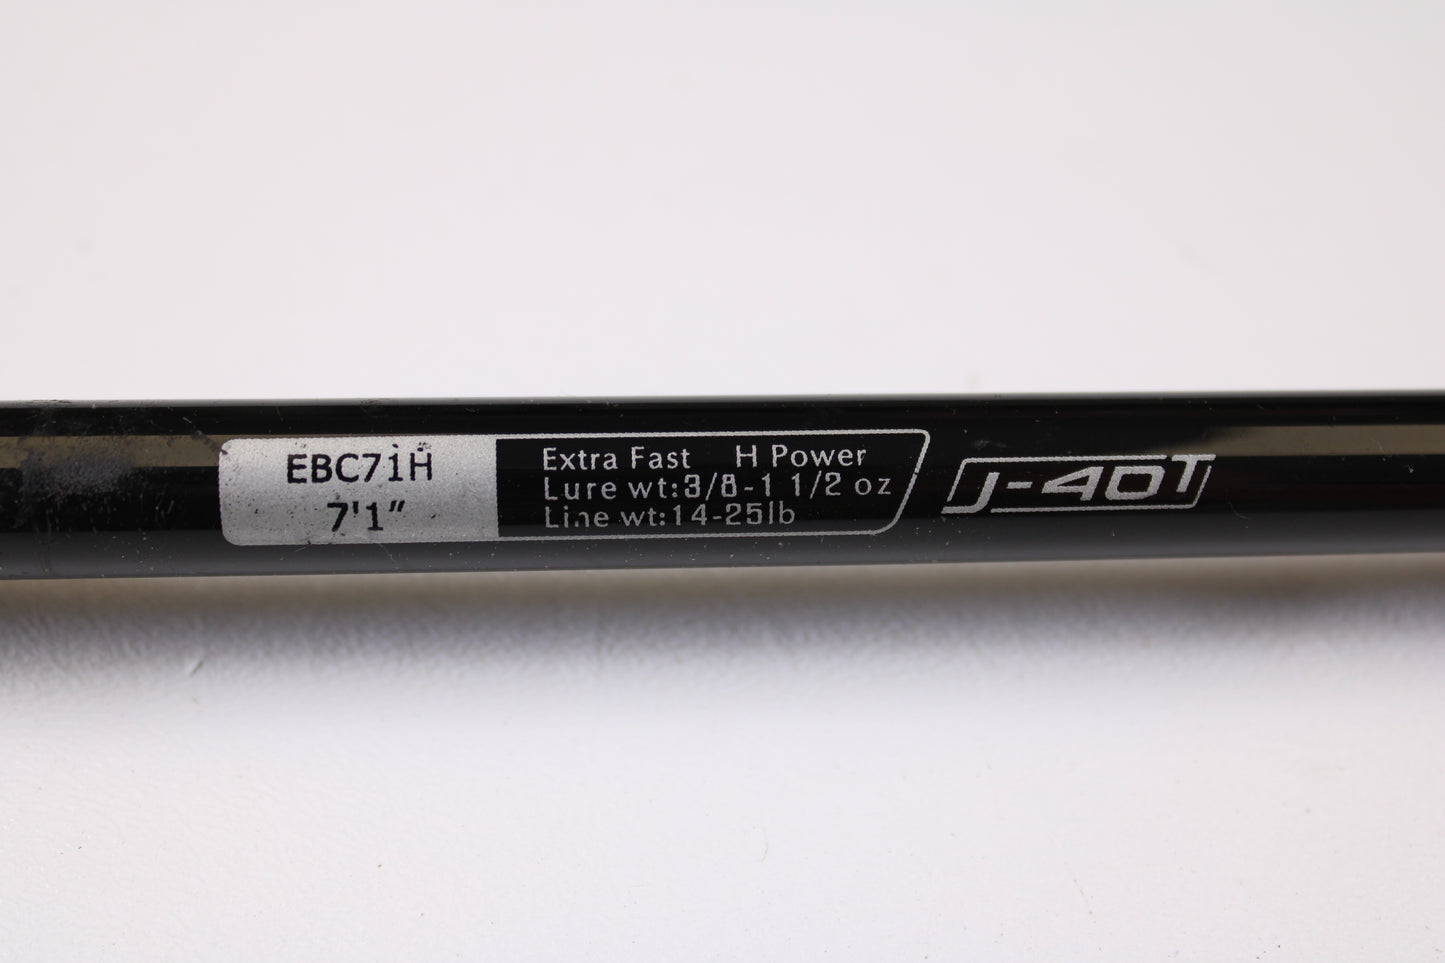 EBC71H
7'1"
Extra Fast H Power
Lure wt:3/8-1 1/2 oz
Line wt:14-25lb
J-40T